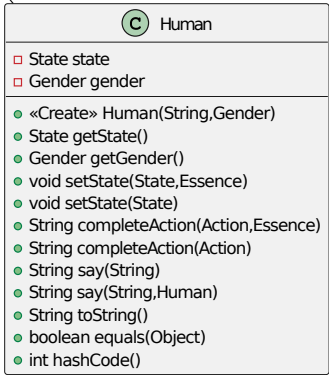 C Human
State state
Gender gender
«Create» Human(String,Gender)
State getState()
Gender getGender()
void setState(State,Essence)
void setState(State)
String completeAction(Action,Essence)
String completeAction(Action)
String say(String)
String say(String,Human)
String toString()
boolean equals(Object)
int hashCode()